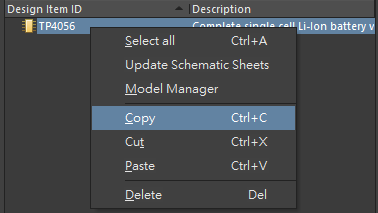 Design Item ID Description
TP4056 Complete single cell Li-Ion battery
Select all Ctrl+A
Update Schematic Sheets
Model Manager
Copy Ctrl+C
Cut Ctrl+X
Paste Ctrl+V
Delete Del